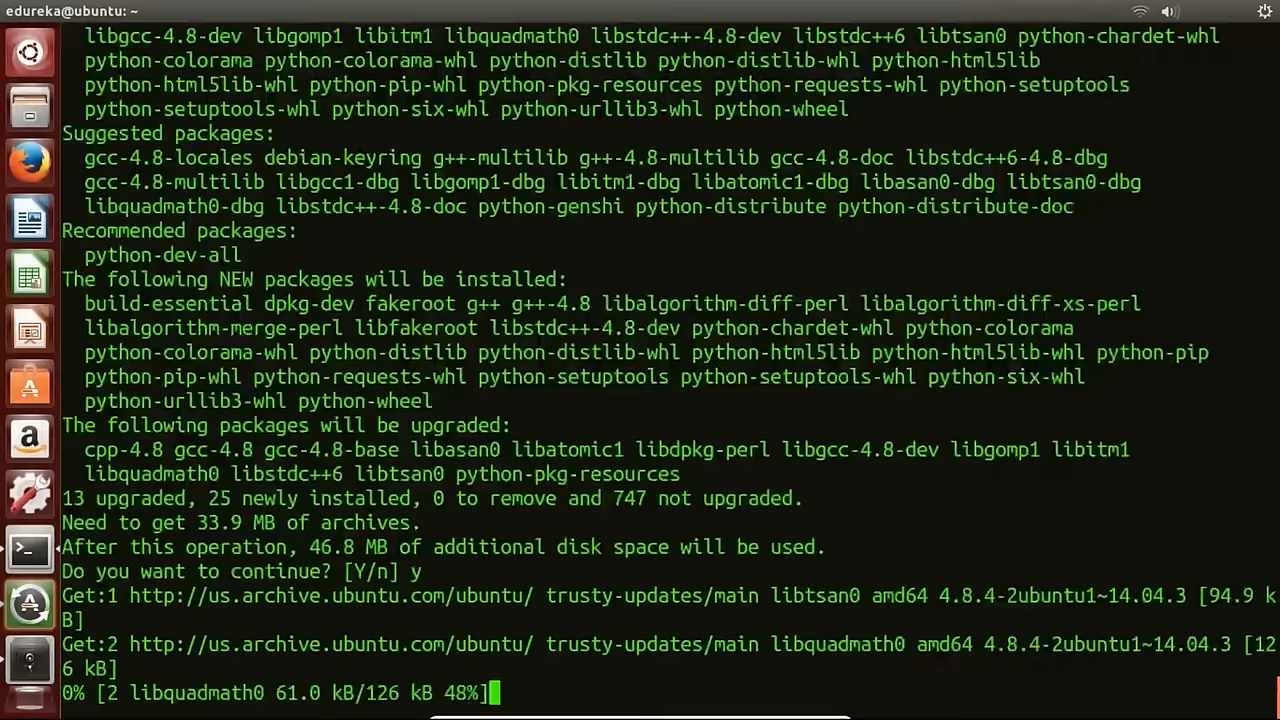 edureka@ubuntu: ~
libgcc-4.8-dev libgomp1 libitm1 libquadmath0 libstdc++-4.8-dev libstdc++6 libtsan0 python-chardet-whl
python-colorama python-colorama-whl python-distlib python-distlib-whl python-html5lib
python-html5lib-whl python-pip-whl python-pkg-resources python-requests-whl python-setuptools
python-setuptools-whl python-six-whl python-urllib3-whl python-wheel
Suggested packages:
gcc-4.8-locales debian-keyring g++-multilib g++-4.8-multilib gcc-4.8-doc libstdc++6-4.8-dbg
gcc-4.8-multilib libgcc1-dbg libgomp1-dbg libitm1-dbg libatomic1-dbg libasan0-dbg libtsan0-dbg
libquadmath0-dbg libstdc++-4.8-doc python-genshi python-distribute python-distribute-doc
Recommended packages:
python-dev-all
The following NEW packages will be installed:
build-essential dpkg-dev fakeroot g++ g++-4.8 libalgorithm-diff-perl libalgorithm-diff-xs-perl
libalgorithm-merge-perl libfakeroot libstdc++-4.8-dev python-chardet-whl python-colorama
python-colorama-whl python-distlib python-distlib-whl python-html5lib python-html5lib-whl python-pip
python-pip-whl python-requests-whl python-setuptools python-setuptools-whl python-six-whl
python-urllib3-whl python-wheel
The following packages will be upgraded:
cpp-4.8 gcc-4.8 gcc-4.8-base libasan0 libatomic1 libdpkg-perl libgcc-4.8-dev libgomp1 libitm1
libquadmath0 libstdc++6 libtsan0 python-pkg-resources
13 upgraded, 25 newly installed, 0 to remove and 747 not upgraded.
Need to get 33.9 MB of archives.
After this operation, 46.8 MB of additional disk space will be used.
Do you want to continue? [Y/n] y
Get:1 http://us.archive.ubuntu.com/ubuntu/ trusty-updates/main libtsan0 amd64 4.8.4-2ubuntu1~14.04.3 [94.9 k
B]
Get:2 http://us.archive.ubuntu.com/ubuntu/ trusty-updates/main libquadmath0 amd64 4.8.4-2ubuntu1~14.04.3 [12
6 kB]
0% [2 libquadmath0 61.0 kB/126 kB 48%]